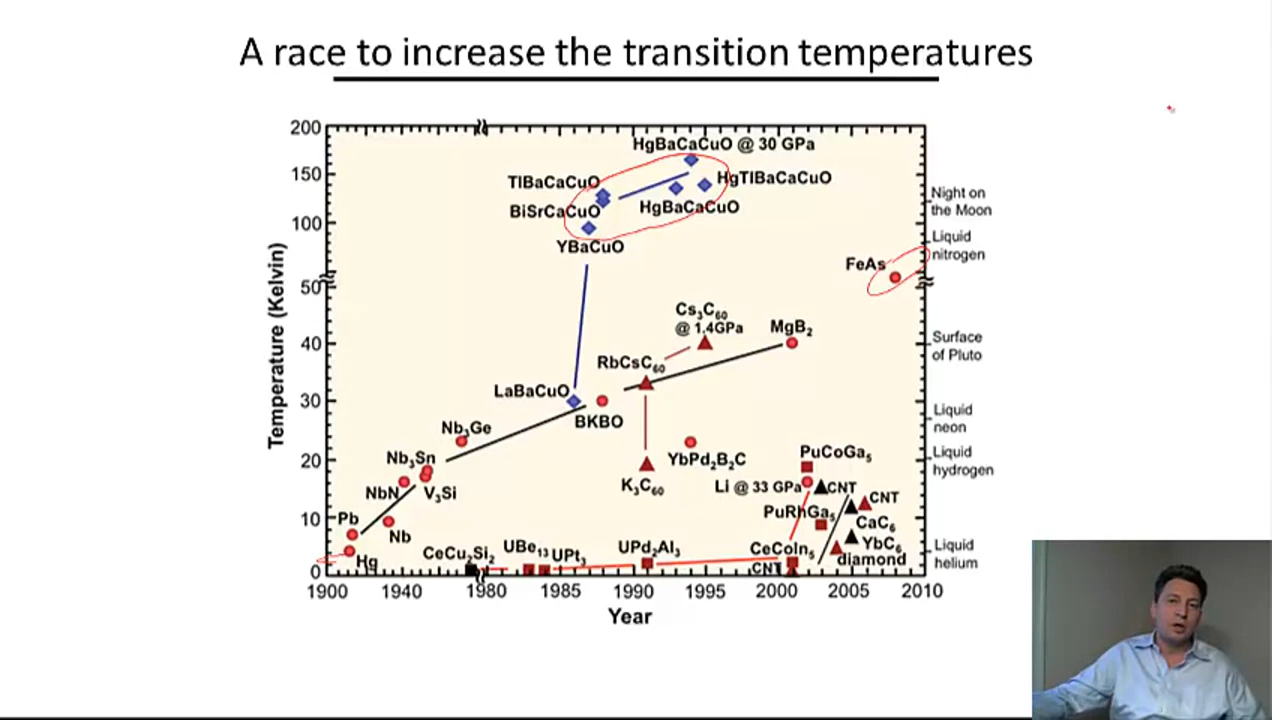 A race to increase the transition temperatures
200
150
100
50
40
30
20
10
0
Temperature (Kelvin)
HgBaCaCuO @ 30 GPa
TlBaCaCuO
HgTlBaCaCuO
BiSrCaCuO
HgBaCaCuO
YBaCuO
FeAs
Cs₃C₆₀
@ 1.4GPa
MgB₂
RbCsC₆₀
LaBaCuO
BKBO
Nb₃Ge
YbPd₂B₂C
PuCoGa₅
Nb₃Sn
K₃C₆₀
Li @ 33 GPa
CNT
NbN
V₃Si
CNT
PuRhGa₅
Pb
CaC₆
Nb
YbC₆
Hg
CeCu₂Si₂
UBe₁₃
UPt₃
UPd₂Al₃
CeCoIn₅
diamond
CNT
Night on
the Moon
Liquid
nitrogen
Surface
of Pluto
Liquid
neon
Liquid
hydrogen
Liquid
helium
1900 1940 1980 1985 1990 1995 2000 2005 2010
Year